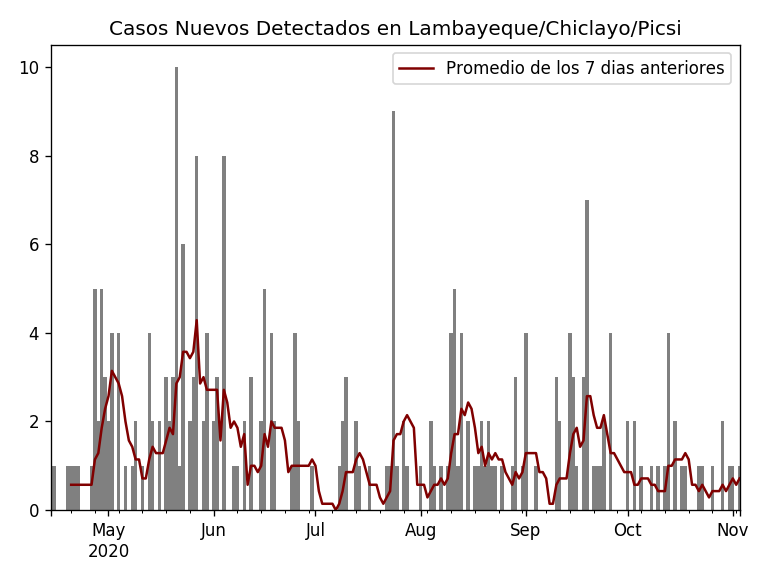 Casos Nuevos Detectados en Lambayeque/Chiclayo/Picsi
Promedio de los 7 dias anteriores
10
8
6
4
2
0
May Jun Jul Aug Sep Oct Nov
2020